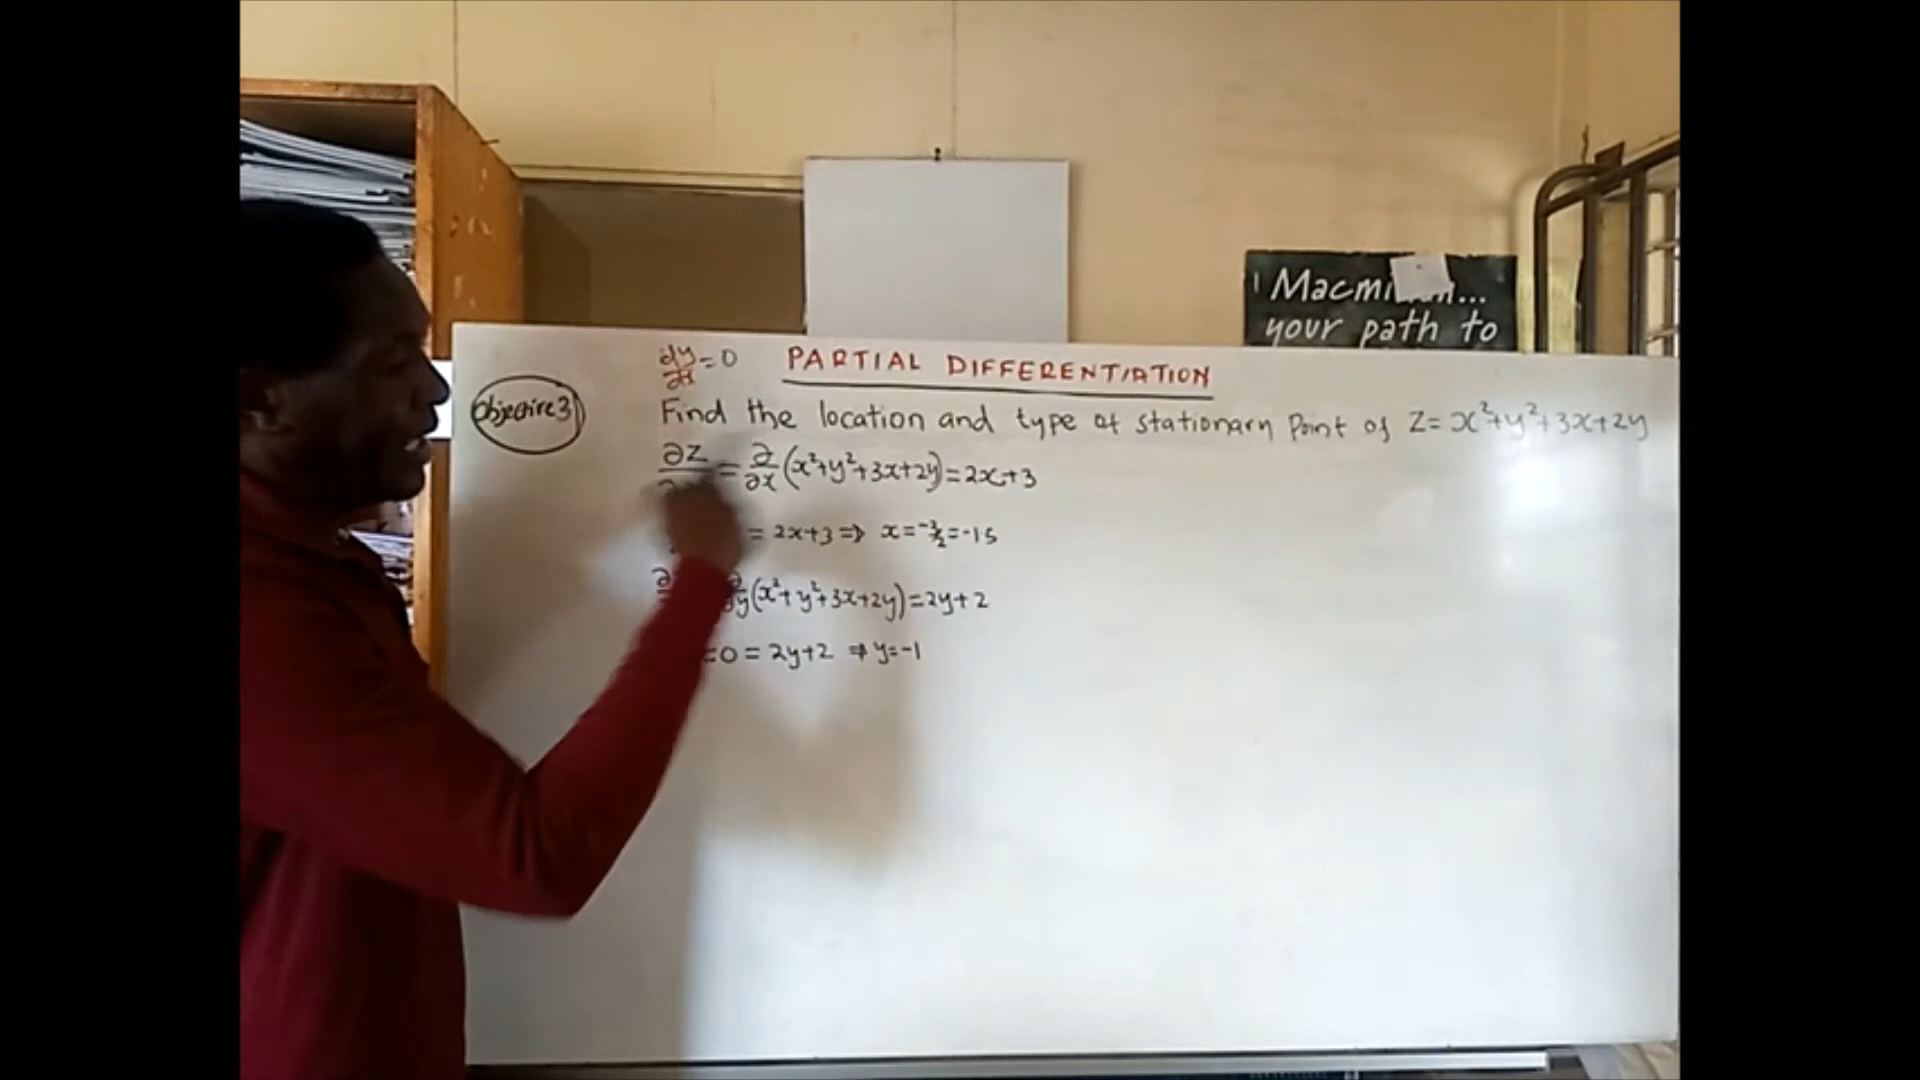 Macmi...
your path to
dy/dx = 0 PARTIAL DIFFERENTIATION
Objective 3
Find the location and type of stationary Point of Z = x²+y²+3x+2y
∂Z = ∂/∂x (x²+y²+3x+2y) = 2x+3
= 2x+3 ⇒ x = -3/2 = -1.5
∂ ∂/∂y (x²+y²+3x+2y) = 2y+2
=0 = 2y+2 ⇒ y=-1